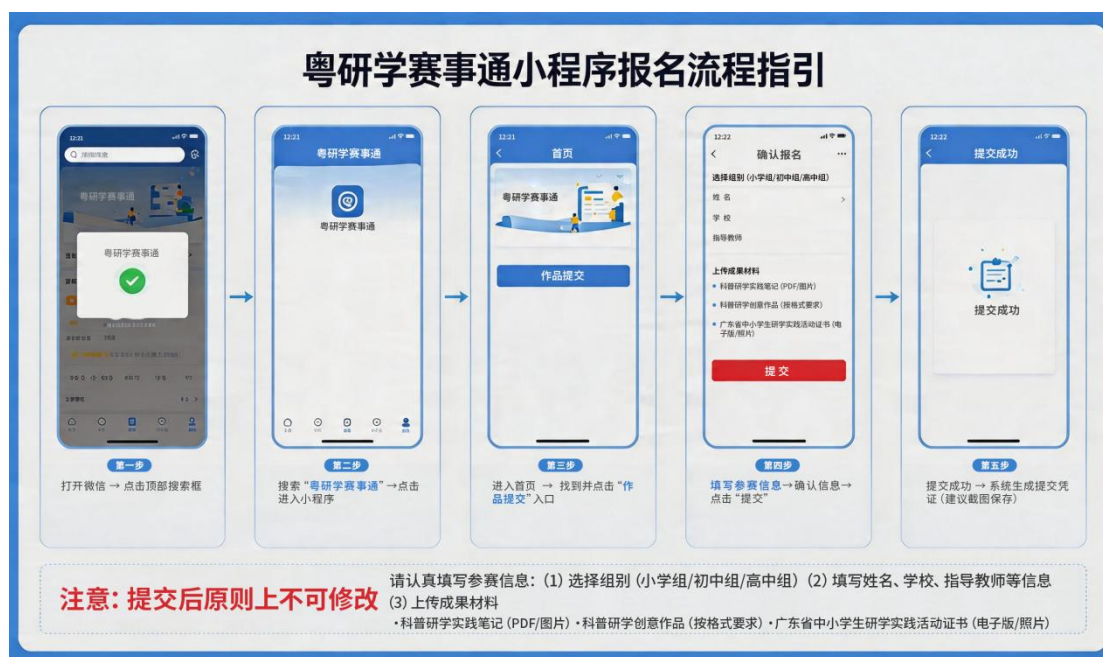 粤研学赛事通小程序报名流程指引
12:21
粤研学赛事通
粤研学赛事通
第一步
打开微信 → 点击顶部搜索框
12:21
粤研学赛事通
粤研学赛事通
第二步
搜索“粤研学赛事通”→点击
进入小程序
12:21
首页
粤研学赛事通
作品提交
第三步
进入首页 → 找到并点击“作
品提交”入口
12:22
确认报名
选择组别(小学组/初中组/高中组)
姓 名
学 校
指导教师
上传成果材料
• 科普研学实践笔记(PDF/图片)
• 科普研学创意作品(按格式要求)
• 广东省中小学生研学实践活动证书(电
子版/照片)
提 交
第四步
填写参赛信息→确认信息→
点击“提交”
12:22
提交成功
提交成功
第五步
提交成功 → 系统生成提交凭
证(建议截图保存)
注意:提交后原则上不可修改
请认真填写参赛信息:(1) 选择组别(小学组/初中组/高中组)(2) 填写姓名、学校、指导教师等信息
(3) 上传成果材料
·科普研学实践笔记(PDF/图片)·科普研学创意作品(按格式要求)·广东省中小学生研学实践活动证书(电子版/照片)